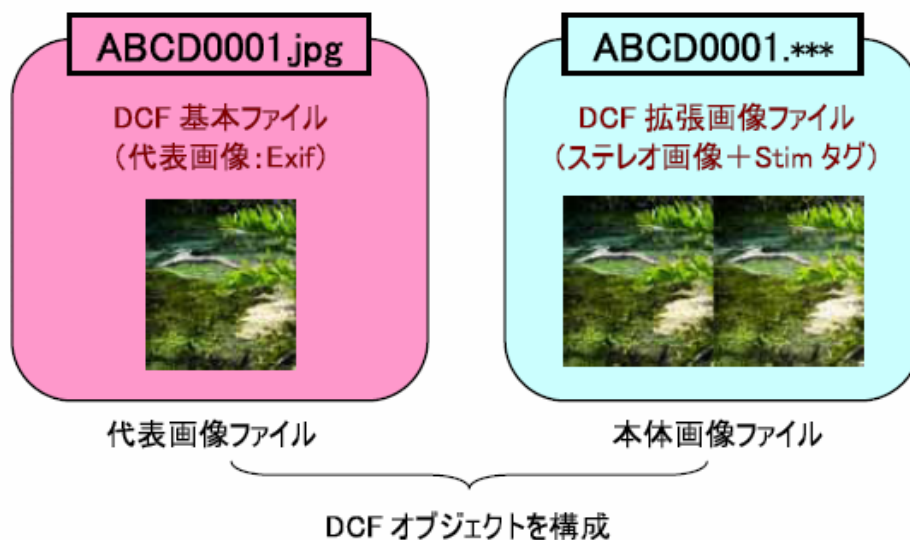 ABCD0001.jpg
DCF 基本ファイル
（代表画像：Exif）
代表画像ファイル
ABCD0001.***
DCF 拡張画像ファイル
（ステレオ画像＋Stim タグ）
本体画像ファイル
DCF オブジェクトを構成